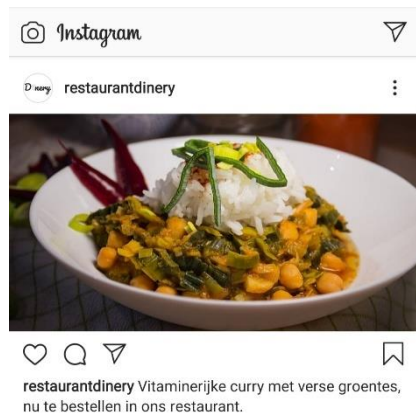 Instagram
D nery restaurantdinery
restaurantdinery Vitaminerijke curry met verse groentes,
nu te bestellen in ons restaurant.